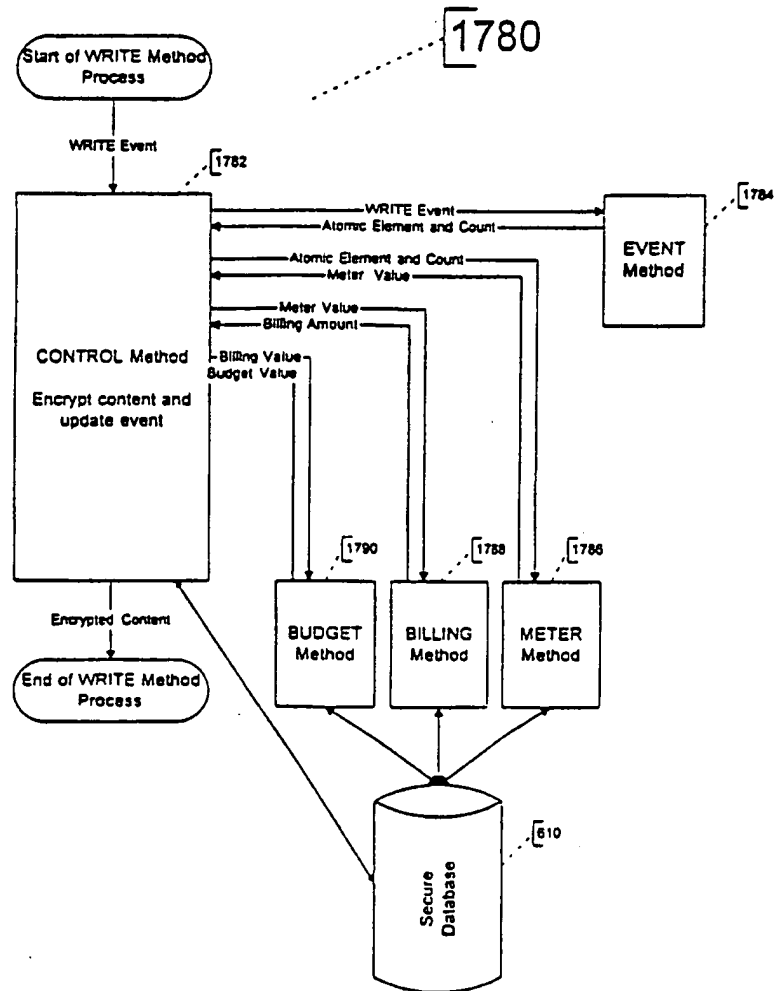 1780
Start of WRITE Method
Process
WRITE Event
1782
1784
WRITE Event
Atomic Element and Count
EVENT
Method
Atomic Element and Count
Meter Value
Meter Value
Billing Amount
CONTROL Method
Billing Value
Budget Value
Encrypt content and
update event
1790
1788
1786
Encrypted Content
BUDGET
Method
BILLING
Method
METER
Method
End of WRITE Method
Process
610
Secure
Database